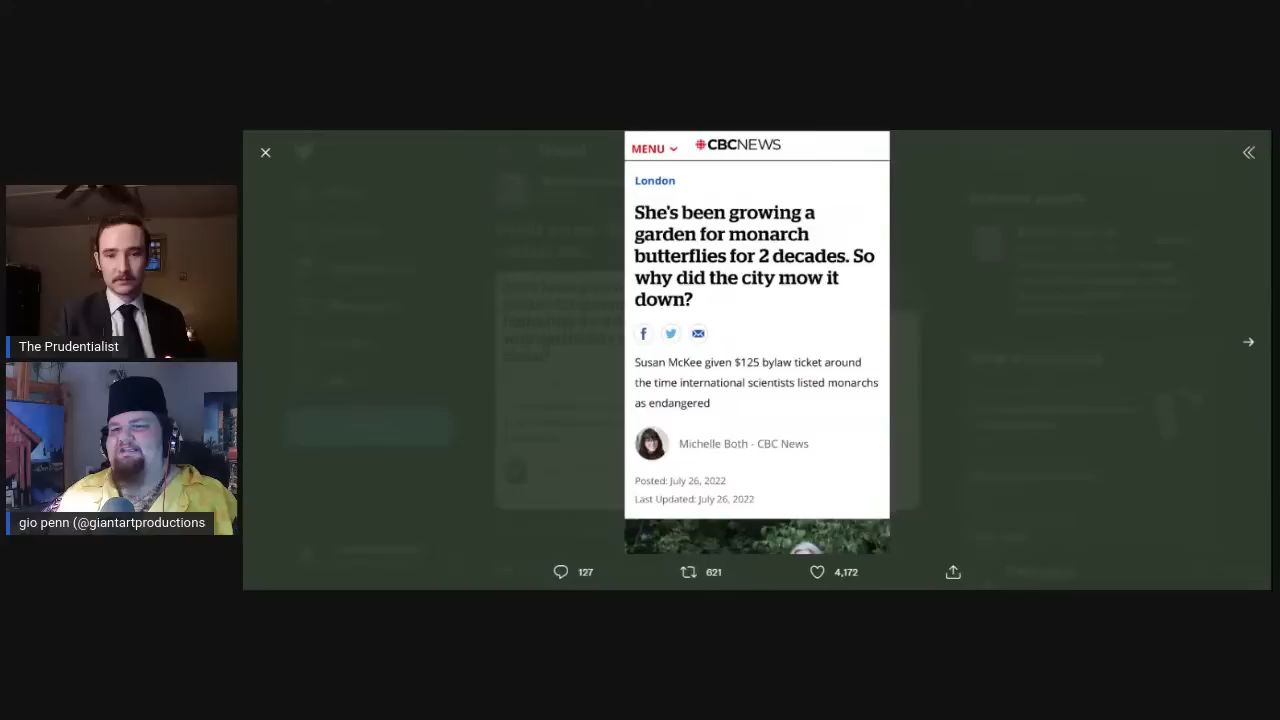 MENU
CBCNEWS
London
She's been growing a
garden for monarch
butterflies for 2 decades. So
why did the city mow it
down?
Susan McKee given $125 bylaw ticket around
the time international scientists listed monarchs
as endangered
Michelle Both - CBC News
Posted: July 26, 2022
Last Updated: July 26, 2022
127
621
4,172
The Prudentialist
gio penn (@giantartproductions